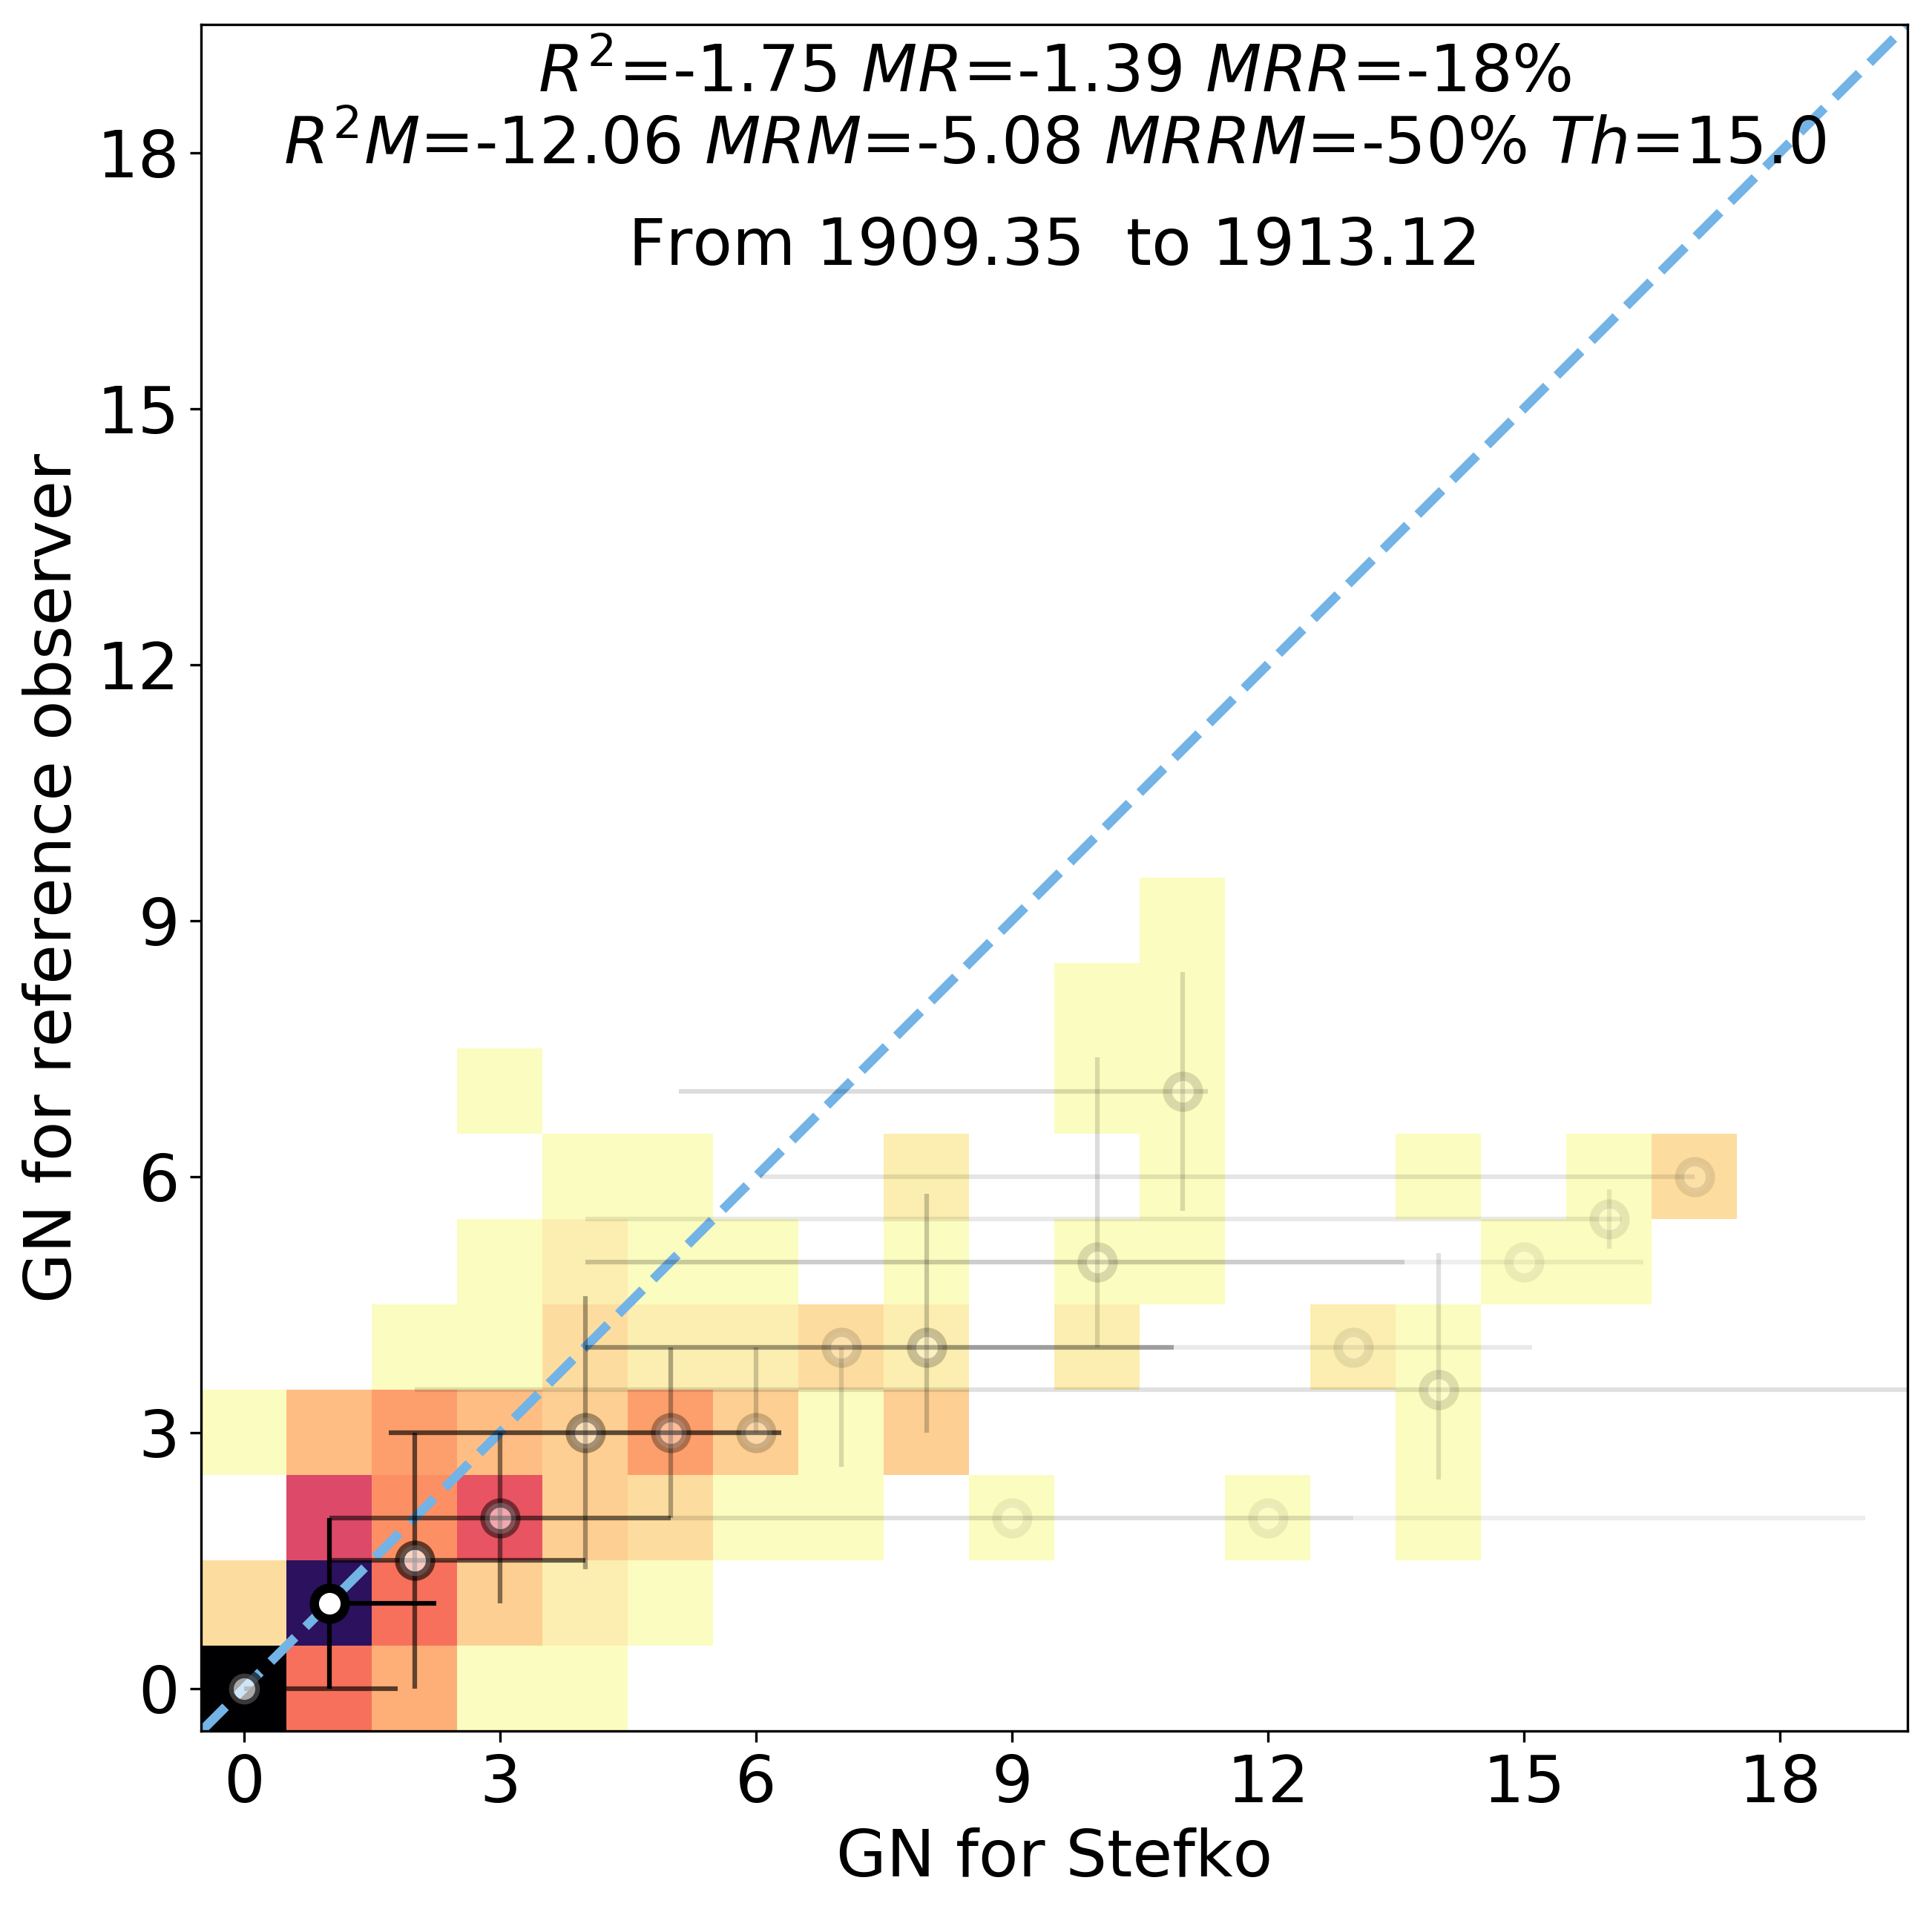 R²=-1.75 MR=-1.39 MRR=-18%
R²M=-12.06 MRM=-5.08 MRRM=-50% Th=15.0
From 1909.35  to 1913.12
18
15
12
9
6
3
0
GN for reference observer
0 3 6 9 12 15 18
GN for Stefko